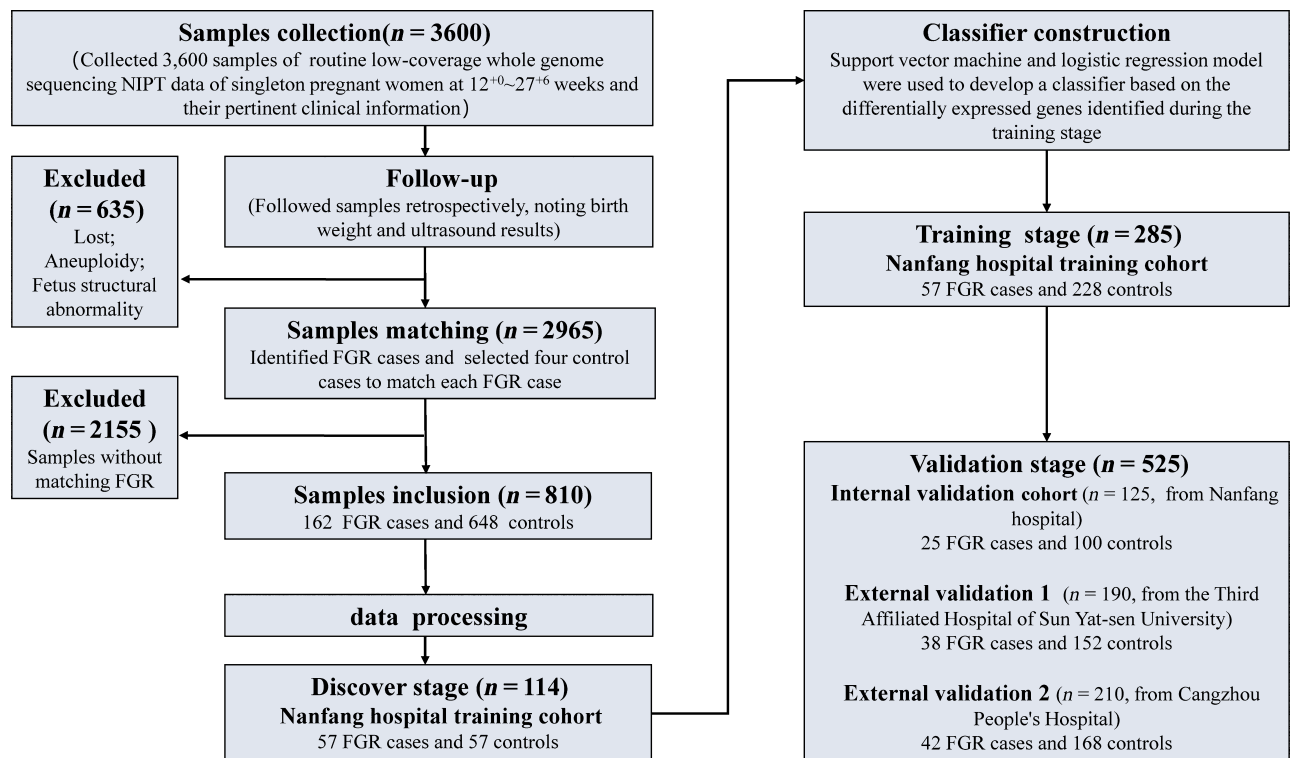 Samples collection(n = 3600)
(Collected 3,600 samples of routine low-coverage whole genome
sequencing NIPT data of singleton pregnant women at 12+0~27+6 weeks and
their pertinent clinical information)
Excluded
(n = 635)
Lost;
Aneuploidy;
Fetus structural
abnormality
Follow-up
(Followed samples retrospectively, noting birth
weight and ultrasound results)
Samples matching (n = 2965)
Identified FGR cases and selected four control
cases to match each FGR case
Excluded
(n = 2155 )
Samples without
matching FGR
Samples inclusion (n = 810)
162 FGR cases and 648 controls
data processing
Discover stage (n = 114)
Nanfang hospital training cohort
57 FGR cases and 57 controls
Classifier construction
Support vector machine and logistic regression model
were used to develop a classifier based on the
differentially expressed genes identified during the
training stage
Training stage (n = 285)
Nanfang hospital training cohort
57 FGR cases and 228 controls
Validation stage (n = 525)
Internal validation cohort (n = 125, from Nanfang
hospital)
25 FGR cases and 100 controls
External validation 1 (n = 190, from the Third
Affiliated Hospital of Sun Yat-sen University)
38 FGR cases and 152 controls
External validation 2 (n = 210, from Cangzhou
People's Hospital)
42 FGR cases and 168 controls